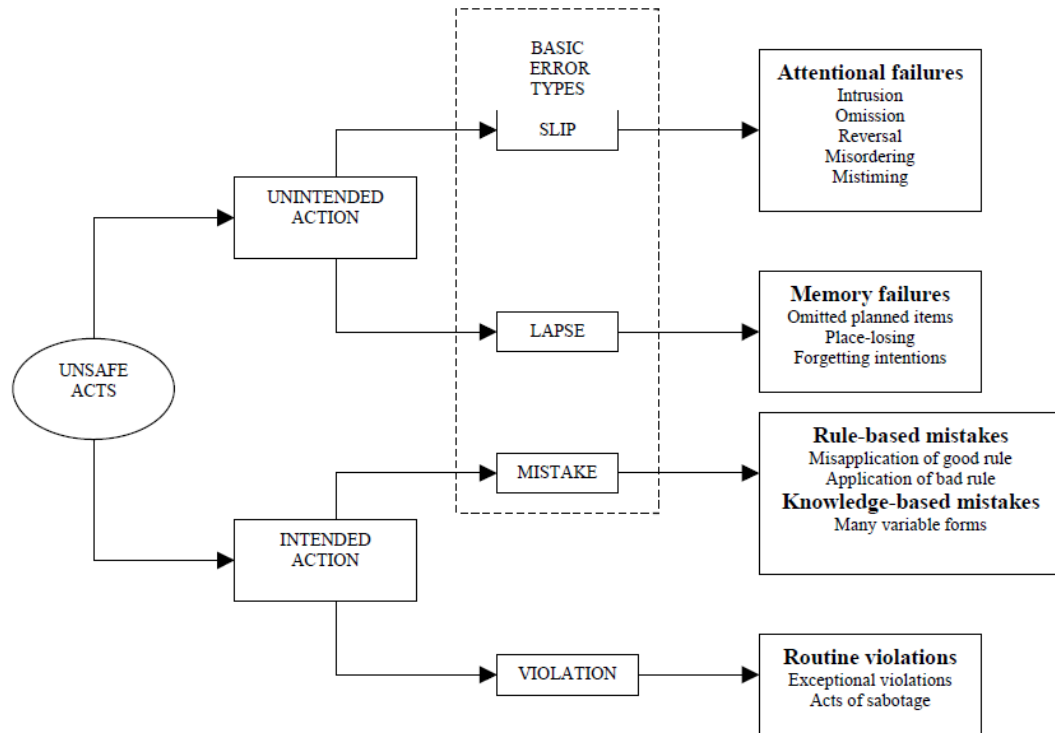 BASIC
ERROR
TYPES
SLIP
Attentional failures
Intrusion
Omission
Reversal
Misordering
Mistiming
UNINTENDED
ACTION
LAPSE
Memory failures
Omitted planned items
Place-losing
Forgetting intentions
UNSAFE
ACTS
MISTAKE
Rule-based mistakes
Misapplication of good rule
Application of bad rule
Knowledge-based mistakes
Many variable forms
INTENDED
ACTION
VIOLATION
Routine violations
Exceptional violations
Acts of sabotage